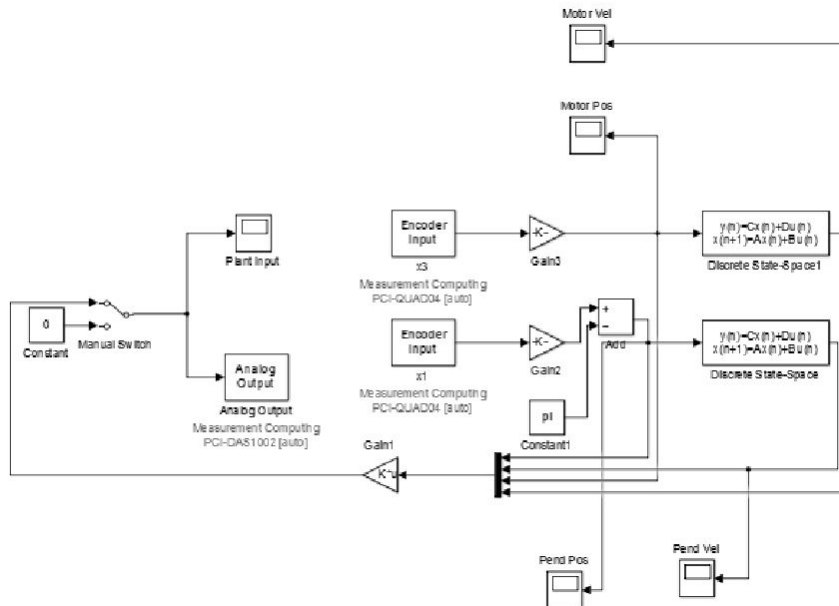 Motor Vel
Motor Pos
Encoder
Input
x3
Measurement Computing
PCI-QUAD04 [auto]
-K-
Gain3
y(n)=Cx(n)+Du(n)
x(n+1)=Ax(n)+Bu(n)
Discrete State-Space1
Plant Input
0
Constant
Manual Switch
Encoder
Input
x1
Measurement Computing
PCI-QUAD04 [auto]
-K-
Gain2
+
−
Add
y(n)=Cx(n)+Du(n)
x(n+1)=Ax(n)+Bu(n)
Discrete State-Space
Analog
Output
Analog Output
Measurement Computing
PCI-DAS1002 [auto]
pi
Constant1
Gain1
K*u
Pend Pos
Pend Vel